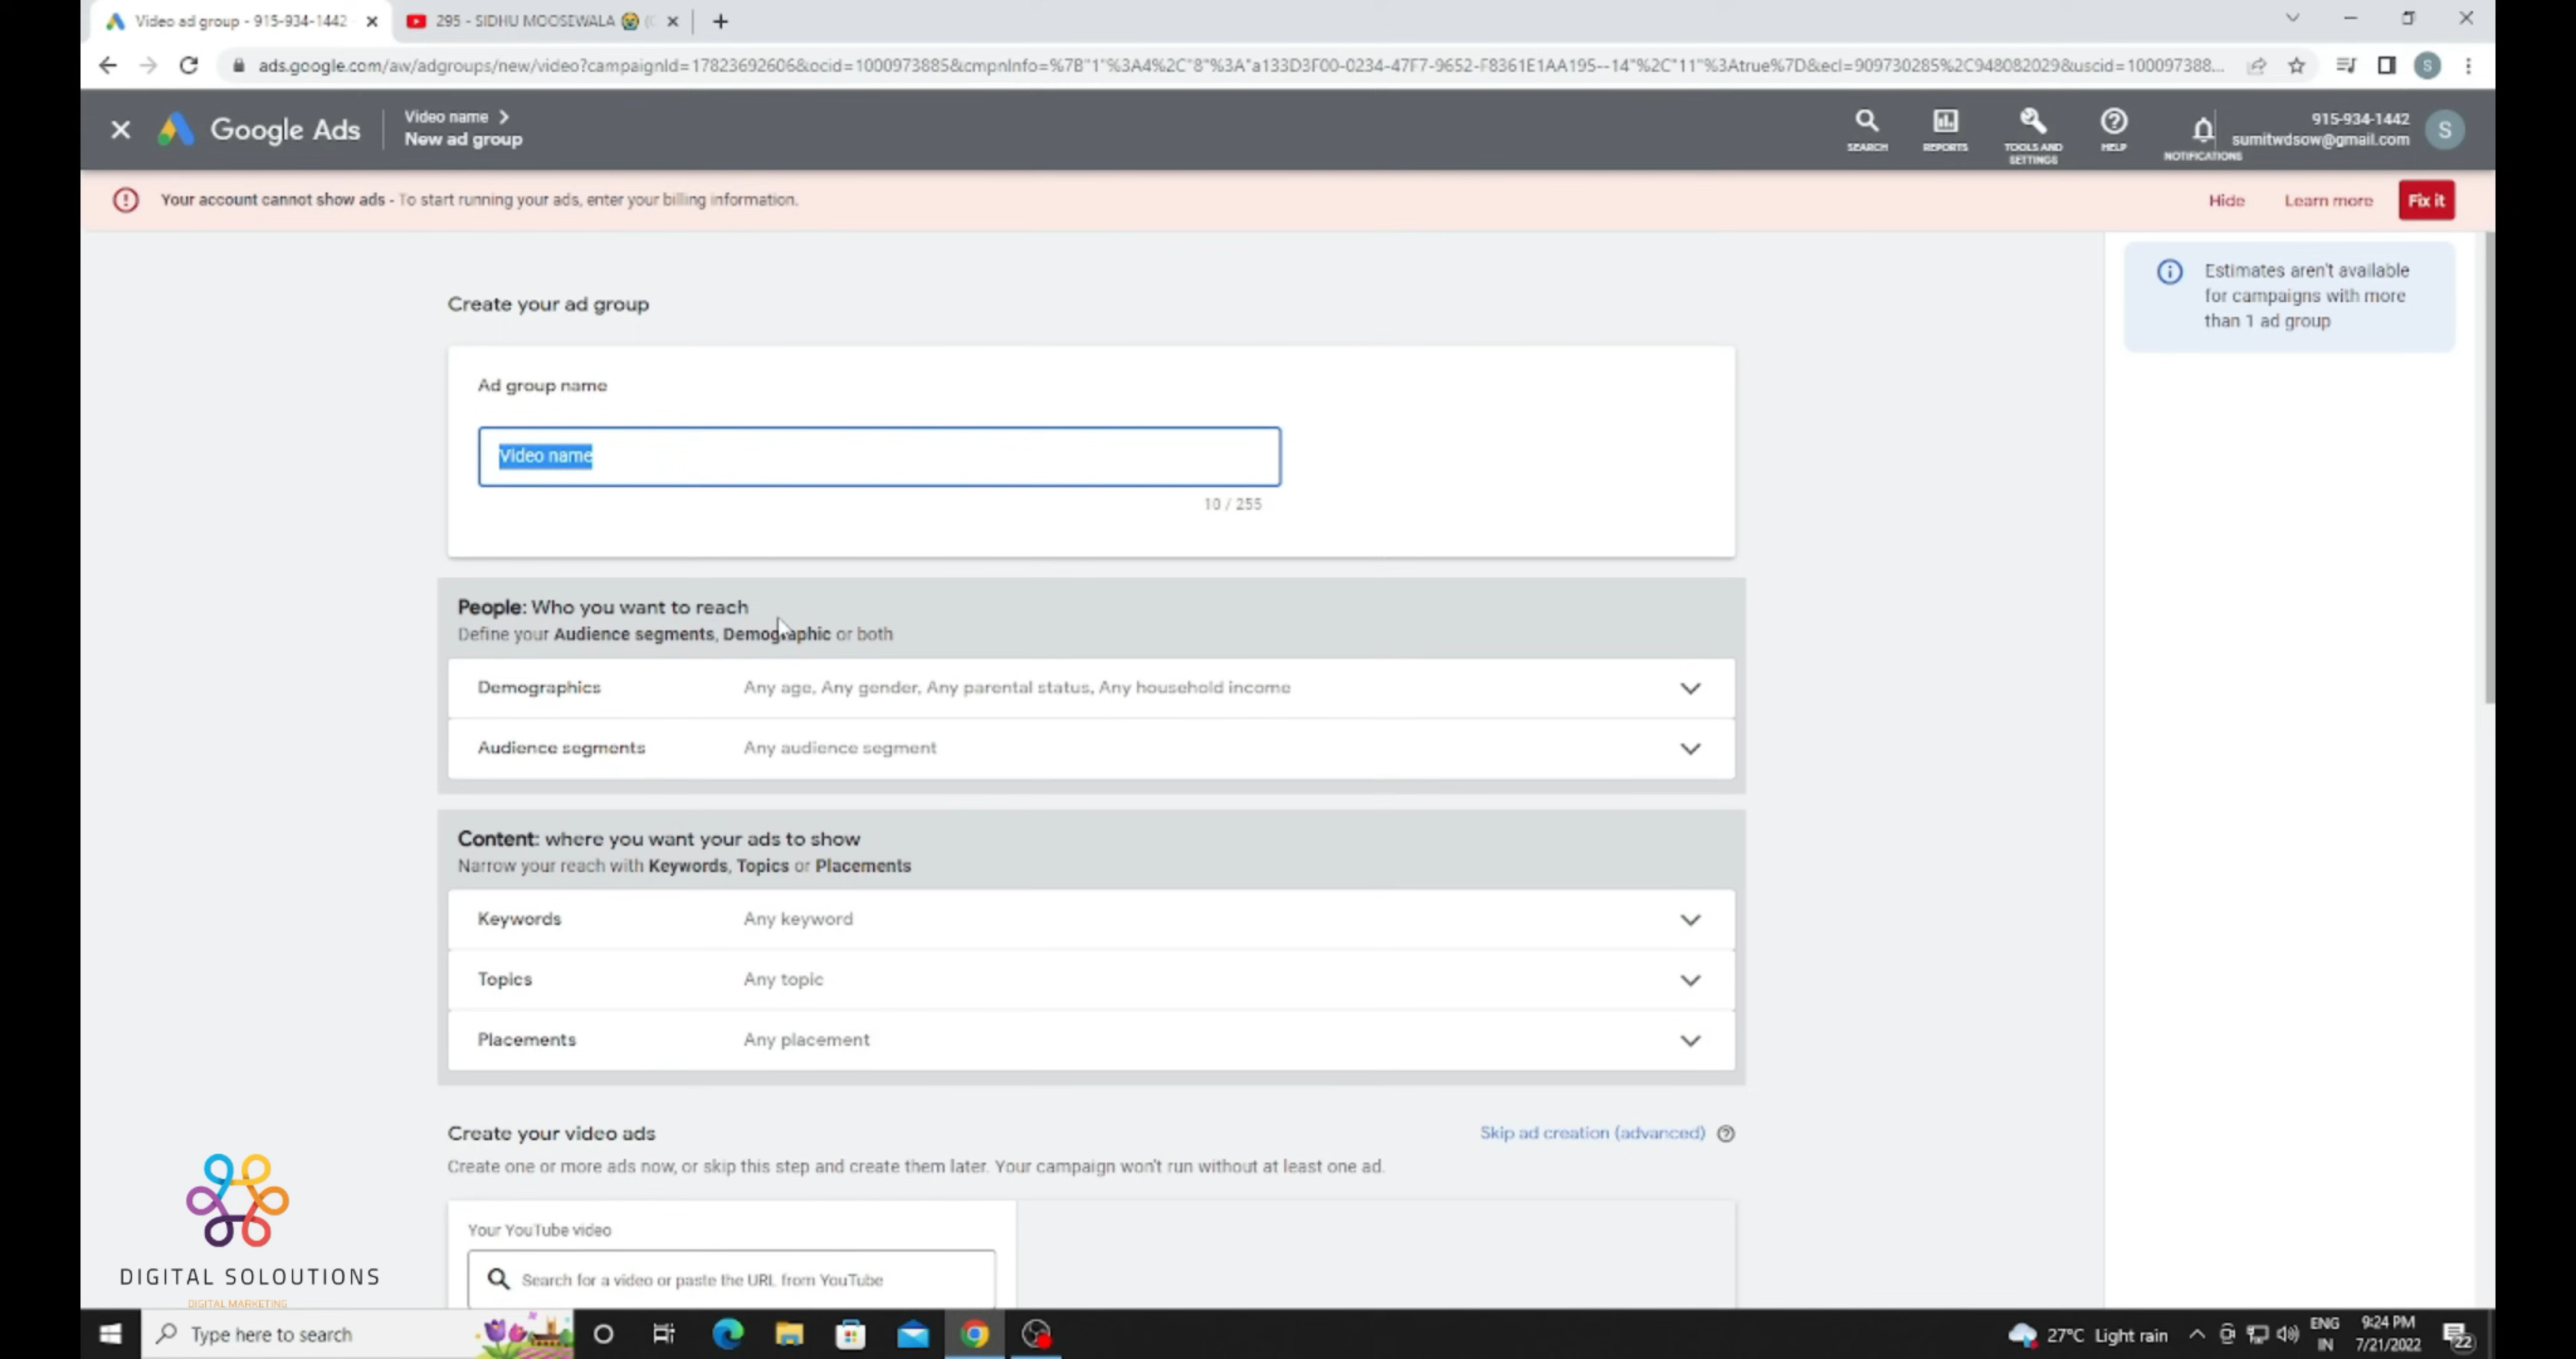 Video ad group - 915-934-1442
295 - SIDHU MOOSEWALA 😭 (
ads.google.com/aw/adgroups/new/video?campaignId=17823692606&ocid=1000973885&cmpnInfo=%7B"1"%3A4%2C"8"%3A"a133D3F00-0234-47F7-9652-F8361E1AA195--14"%2C"11"%3Atrue%7D&ecl=909730285%2C948082029&uscid=100097388...
S
Google Ads
Video name >
New ad group
SEARCH
REPORTS
TOOLS AND SETTINGS
HELP
NOTIFICATIONS
915-934-1442
sumitwdsow@gmail.com
S
Your account cannot show ads - To start running your ads, enter your billing information.
Hide
Learn more
Fix it
Estimates aren't available
for campaigns with more
than 1 ad group
Create your ad group
Ad group name
Video name
10 / 255
People: Who you want to reach
Define your Audience segments, Demographic or both
Demographics Any age, Any gender, Any parental status, Any household income
Audience segments Any audience segment
Content: where you want your ads to show
Narrow your reach with Keywords, Topics or Placements
Keywords Any keyword
Topics Any topic
Placements Any placement
Create your video ads
Skip ad creation (advanced)
Create one or more ads now, or skip this step and create them later. Your campaign won't run without at least one ad.
Your YouTube video
Search for a video or paste the URL from YouTube
DIGITAL SOLOUTIONS
DIGITAL MARKETING
Type here to search
27°C Light rain
ENG
IN
9:24 PM
7/21/2022
22